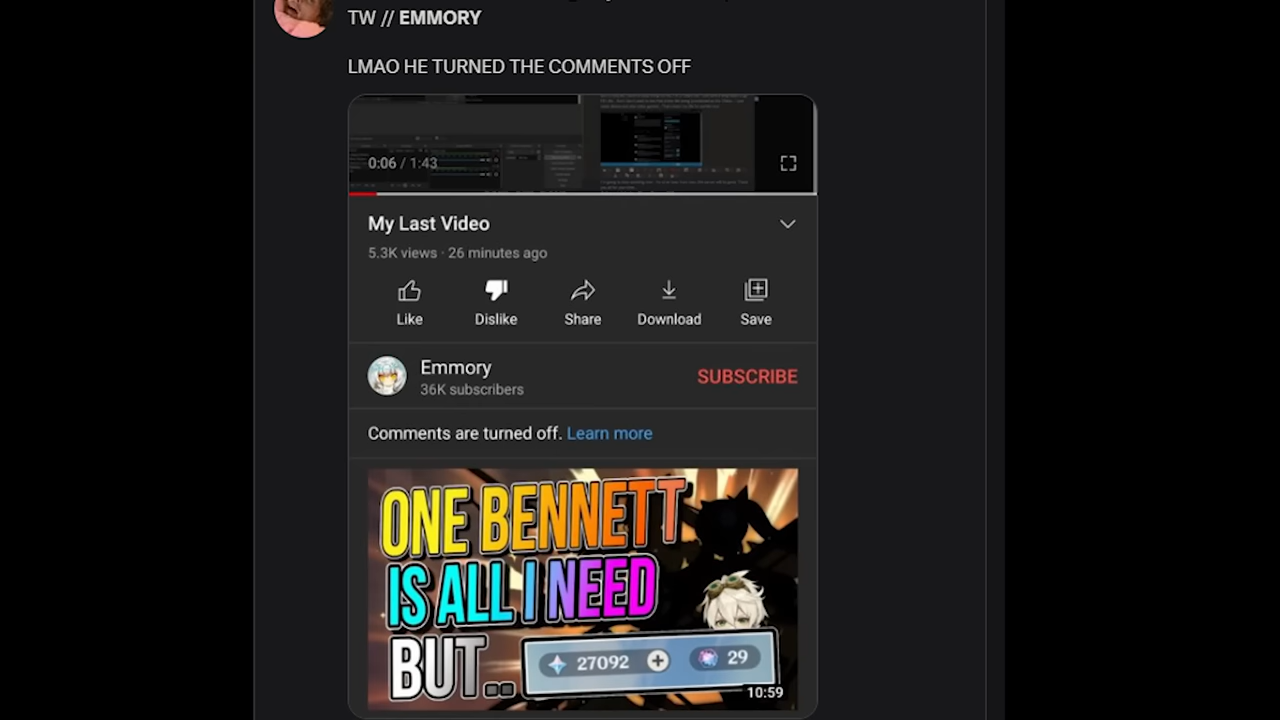 TW // EMMORY
LMAO HE TURNED THE COMMENTS OFF
0:06 / 1:43
My Last Video
5.3K views · 26 minutes ago
Like Dislike Share Download Save
Emmory
36K subscribers
SUBSCRIBE
Comments are turned off. Learn more
ONE BENNETT
IS ALL I NEED
BUT..
27092
29
10:59